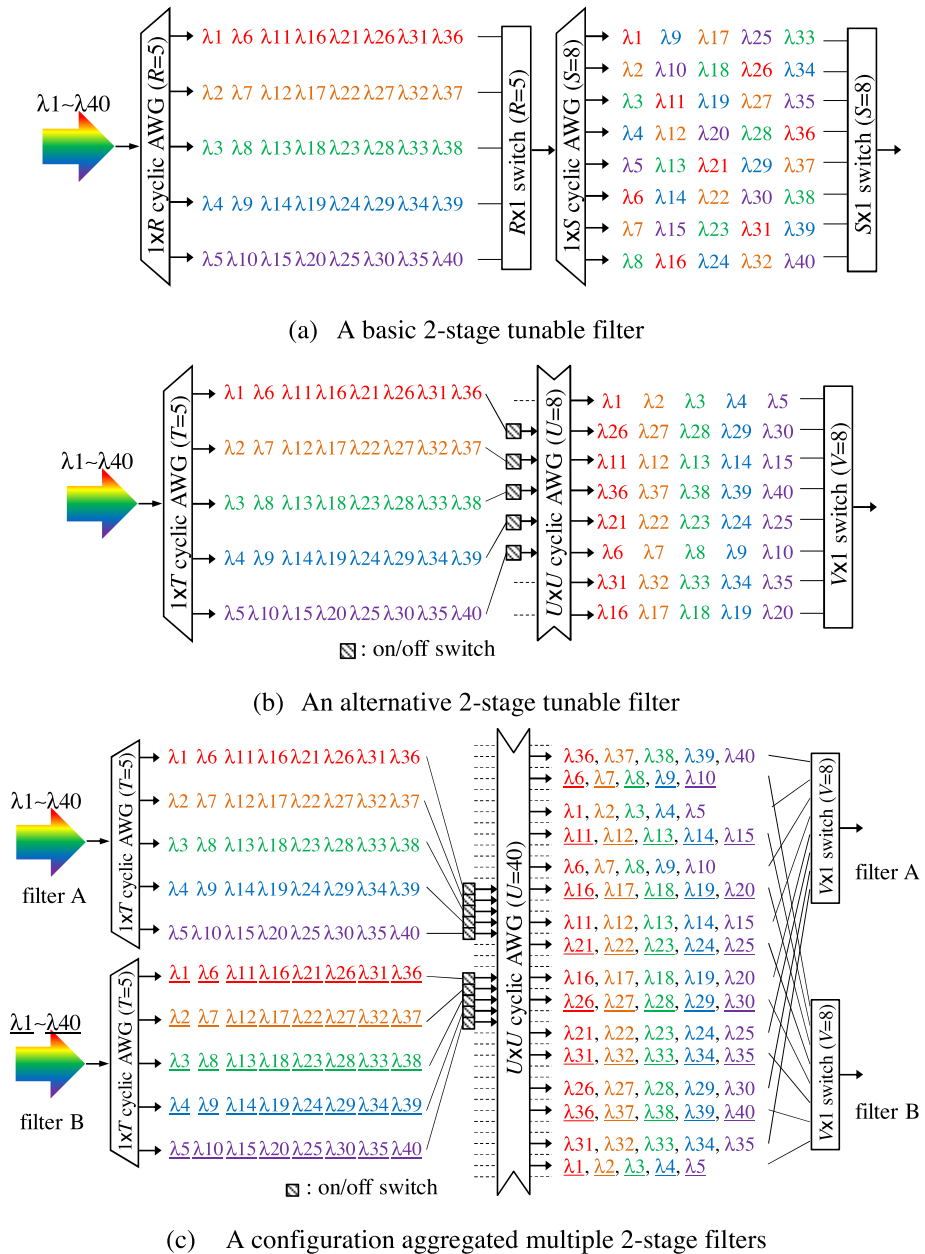 λ1~λ40
1xR cyclic AWG (R=5)
λ1 λ6 λ11 λ16 λ21 λ26 λ31 λ36
λ2 λ7 λ12 λ17 λ22 λ27 λ32 λ37
λ3 λ8 λ13 λ18 λ23 λ28 λ33 λ38
λ4 λ9 λ14 λ19 λ24 λ29 λ34 λ39
λ5 λ10 λ15 λ20 λ25 λ30 λ35 λ40
Rx1 switch (R=5)
1xS cyclic AWG (S=8)
λ1 λ9 λ17 λ25 λ33
λ2 λ10 λ18 λ26 λ34
λ3 λ11 λ19 λ27 λ35
λ4 λ12 λ20 λ28 λ36
λ5 λ13 λ21 λ29 λ37
λ6 λ14 λ22 λ30 λ38
λ7 λ15 λ23 λ31 λ39
λ8 λ16 λ24 λ32 λ40
Sx1 switch (S=8)
(a) A basic 2-stage tunable filter
λ1~λ40
1xT cyclic AWG (T=5)
λ1 λ6 λ11 λ16 λ21 λ26 λ31 λ36
λ2 λ7 λ12 λ17 λ22 λ27 λ32 λ37
λ3 λ8 λ13 λ18 λ23 λ28 λ33 λ38
λ4 λ9 λ14 λ19 λ24 λ29 λ34 λ39
λ5 λ10 λ15 λ20 λ25 λ30 λ35 λ40
: on/off switch
UxU cyclic AWG (U=8)
λ1 λ2 λ3 λ4 λ5
λ26 λ27 λ28 λ29 λ30
λ11 λ12 λ13 λ14 λ15
λ36 λ37 λ38 λ39 λ40
λ21 λ22 λ23 λ24 λ25
λ6 λ7 λ8 λ9 λ10
λ31 λ32 λ33 λ34 λ35
λ16 λ17 λ18 λ19 λ20
Vx1 switch (V=8)
(b) An alternative 2-stage tunable filter
λ1~λ40
filter A
1xT cyclic AWG (T=5)
λ1 λ6 λ11 λ16 λ21 λ26 λ31 λ36
λ2 λ7 λ12 λ17 λ22 λ27 λ32 λ37
λ3 λ8 λ13 λ18 λ23 λ28 λ33 λ38
λ4 λ9 λ14 λ19 λ24 λ29 λ34 λ39
λ5 λ10 λ15 λ20 λ25 λ30 λ35 λ40
λ1~λ40
filter B
1xT cyclic AWG (T=5)
λ1 λ6 λ11 λ16 λ21 λ26 λ31 λ36
λ2 λ7 λ12 λ17 λ22 λ27 λ32 λ37
λ3 λ8 λ13 λ18 λ23 λ28 λ33 λ38
λ4 λ9 λ14 λ19 λ24 λ29 λ34 λ39
λ5 λ10 λ15 λ20 λ25 λ30 λ35 λ40
: on/off switch
UxU cyclic AWG (U=40)
λ36, λ37, λ38, λ39, λ40
λ6, λ7, λ8, λ9, λ10
λ1, λ2, λ3, λ4, λ5
λ11, λ12, λ13, λ14, λ15
λ6, λ7, λ8, λ9, λ10
λ16, λ17, λ18, λ19, λ20
λ11, λ12, λ13, λ14, λ15
λ21, λ22, λ23, λ24, λ25
λ16, λ17, λ18, λ19, λ20
λ26, λ27, λ28, λ29, λ30
λ21, λ22, λ23, λ24, λ25
λ31, λ32, λ33, λ34, λ35
λ26, λ27, λ28, λ29, λ30
λ36, λ37, λ38, λ39, λ40
λ31, λ32, λ33, λ34, λ35
λ1, λ2, λ3, λ4, λ5
Vx1 switch (V=8)
filter A
Vx1 switch (V=8)
filter B
(c) A configuration aggregated multiple 2-stage filters